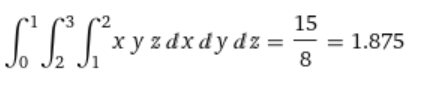 ∫₀¹ ∫₂³ ∫₁² x y z dx dy dz = 15/8 = 1.875